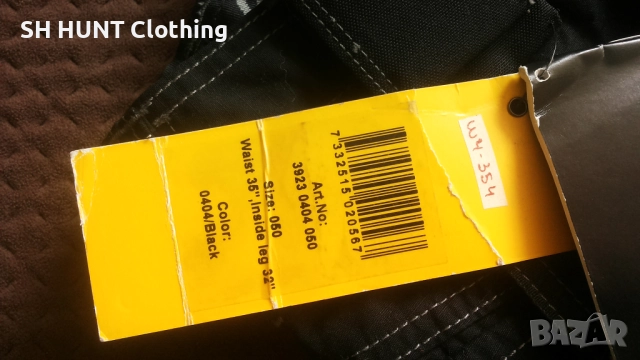 SH HUNT Clothing
W4-354
7 332515 020567
Art.No:
3923 0404 050
Size: 050
Waist 35",Inside leg 32"
Color:
0404/Black
BAZAR